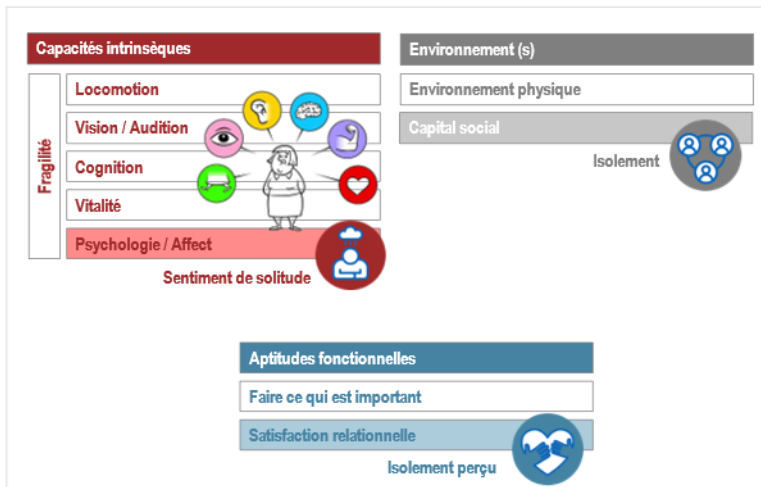 Capacités intrinsèques
Fragilité
Locomotion
Vision / Audition
Cognition
Vitalité
Psychologie / Affect
Sentiment de solitude
Environnement (s)
Environnement physique
Capital social
Isolement
Aptitudes fonctionnelles
Faire ce qui est important
Satisfaction relationnelle
Isolement perçu